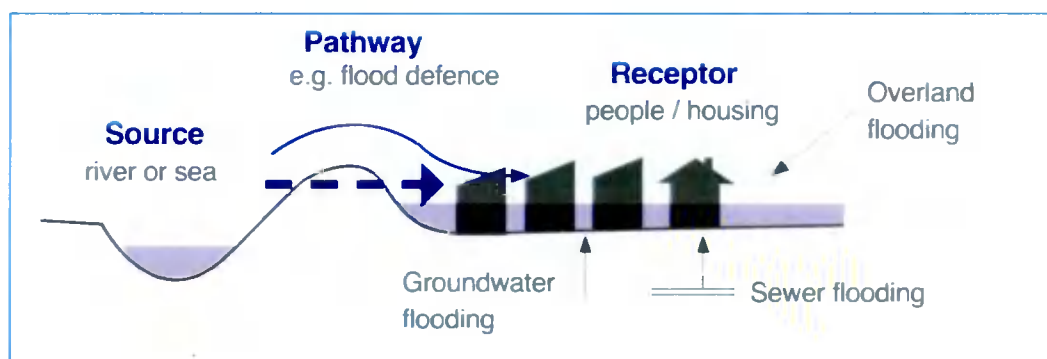 Pathway
e.g. flood defence
Receptor
people / housing
Overland
flooding
Source
river or sea
Groundwater
flooding
Sewer flooding